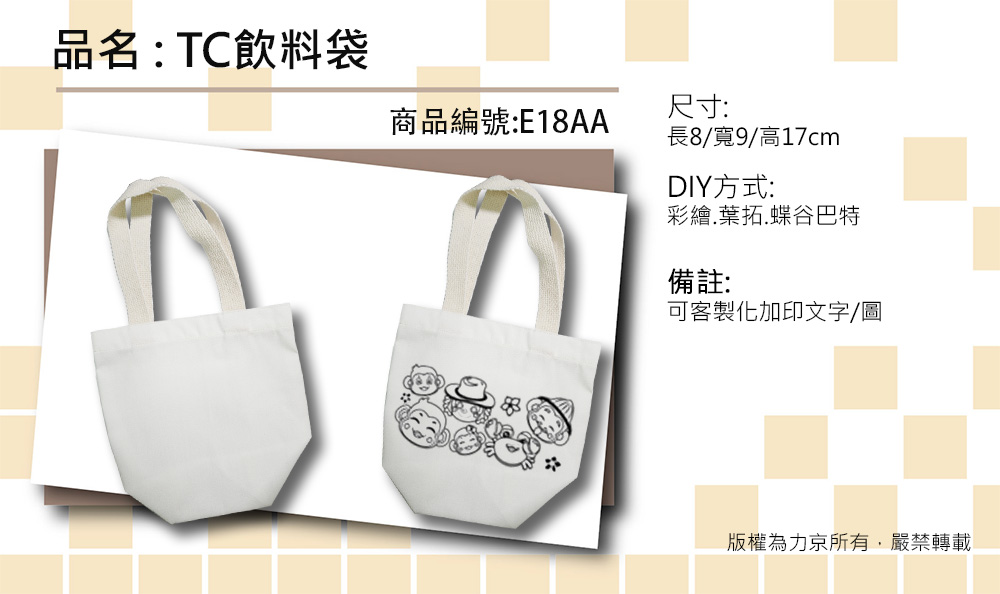 品名 : TC飲料袋
商品編號:E18AA
尺寸:
長8/寬9/高17cm
DIY方式:
彩繪.葉拓.蝶谷巴特
備註:
可客製化加印文字/圖
版權為力京所有，嚴禁轉載